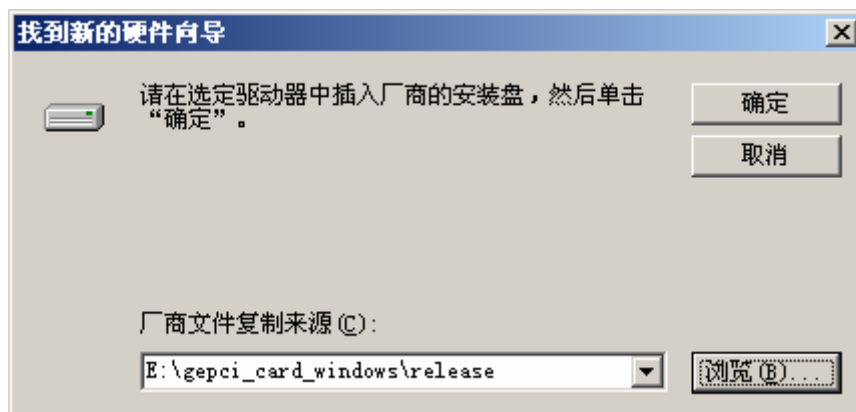 找到新的硬件向导
请在选定驱动器中插入厂商的安装盘，然后单击
“确定”。
确定
取消
厂商文件复制来源(C):
E:\gepci_card_windows\release
浏览(B)...